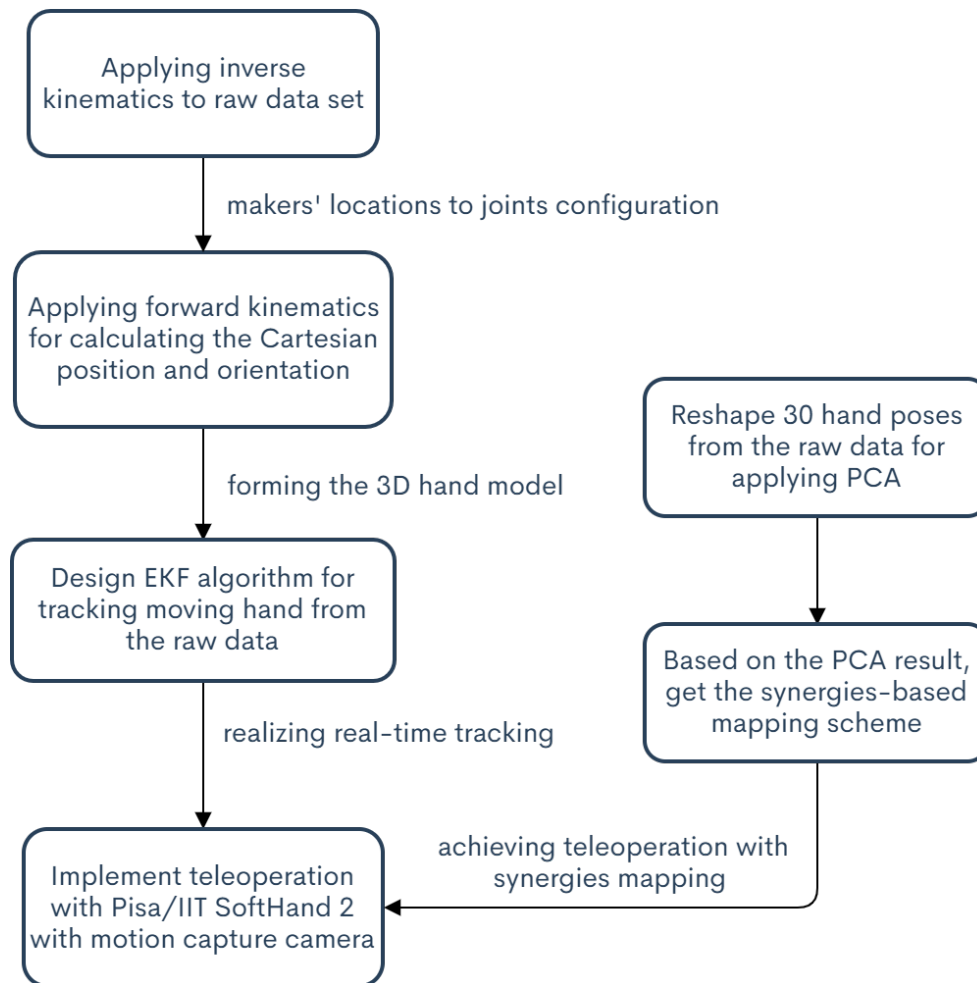 Applying inverse
kinematics to raw data set
makers' locations to joints configuration
Applying forward kinematics
for calculating the Cartesian
position and orientation
forming the 3D hand model
Design EKF algorithm for
tracking moving hand from
the raw data
realizing real-time tracking
Implement teleoperation
with Pisa/IIT SoftHand 2
with motion capture camera
Reshape 30 hand poses
from the raw data for
applying PCA
Based on the PCA result,
get the synergies-based
mapping scheme
achieving teleoperation with
synergies mapping